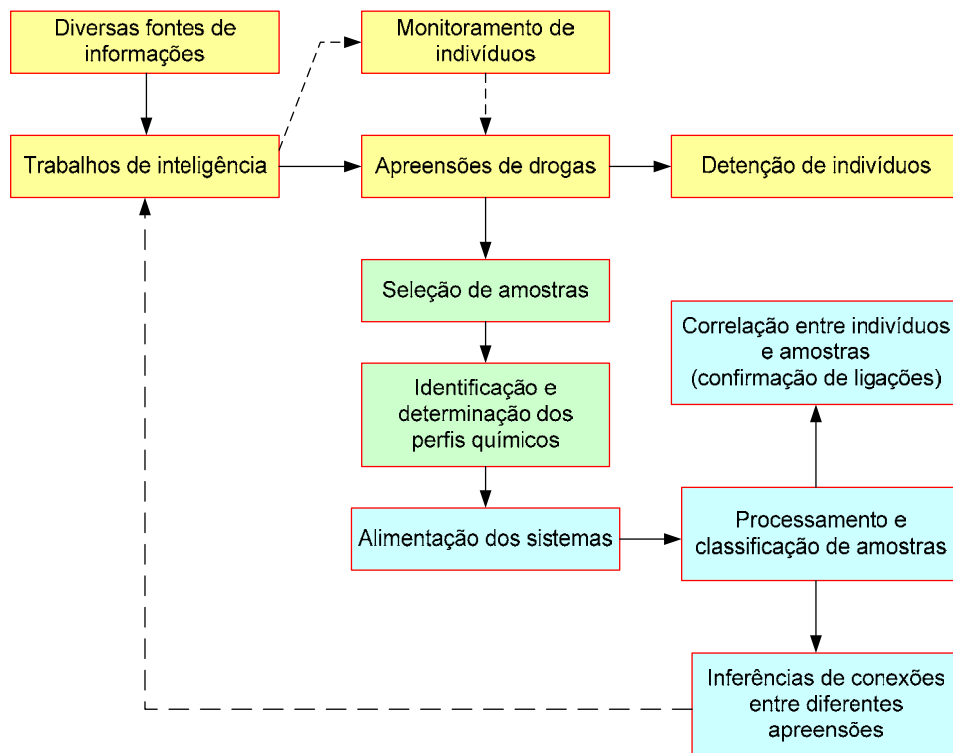 Diversas fontes de
informações
Monitoramento de
indivíduos
Trabalhos de inteligência
Apreensões de drogas
Detenção de indivíduos
Seleção de amostras
Correlação entre indivíduos
e amostras
(confirmação de ligações)
Identificação e
determinação dos
perfis químicos
Alimentação dos sistemas
Processamento e
classificação de amostras
Inferências de conexões
entre diferentes
apreensões